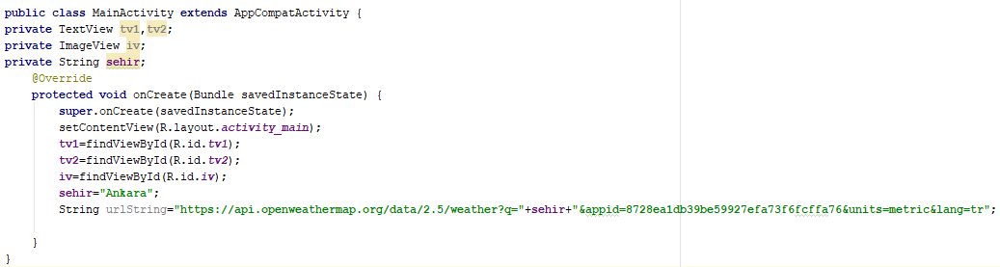 public class MainActivity extends AppCompatActivity {
private TextView tv1,tv2;
private ImageView iv;
private String sehir;
@Override
protected void onCreate(Bundle savedInstanceState) {
super.onCreate(savedInstanceState);
setContentView(R.layout.activity_main);
tv1=findViewById(R.id.tv1);
tv2=findViewById(R.id.tv2);
iv=findViewById(R.id.iv);
sehir="Ankara";
String urlString="https://api.openweathermap.org/data/2.5/weather?q="+sehir+"&appid=8728ea1db39be59927efa73f6fcffa76&units=metric&lang=tr";
}
}